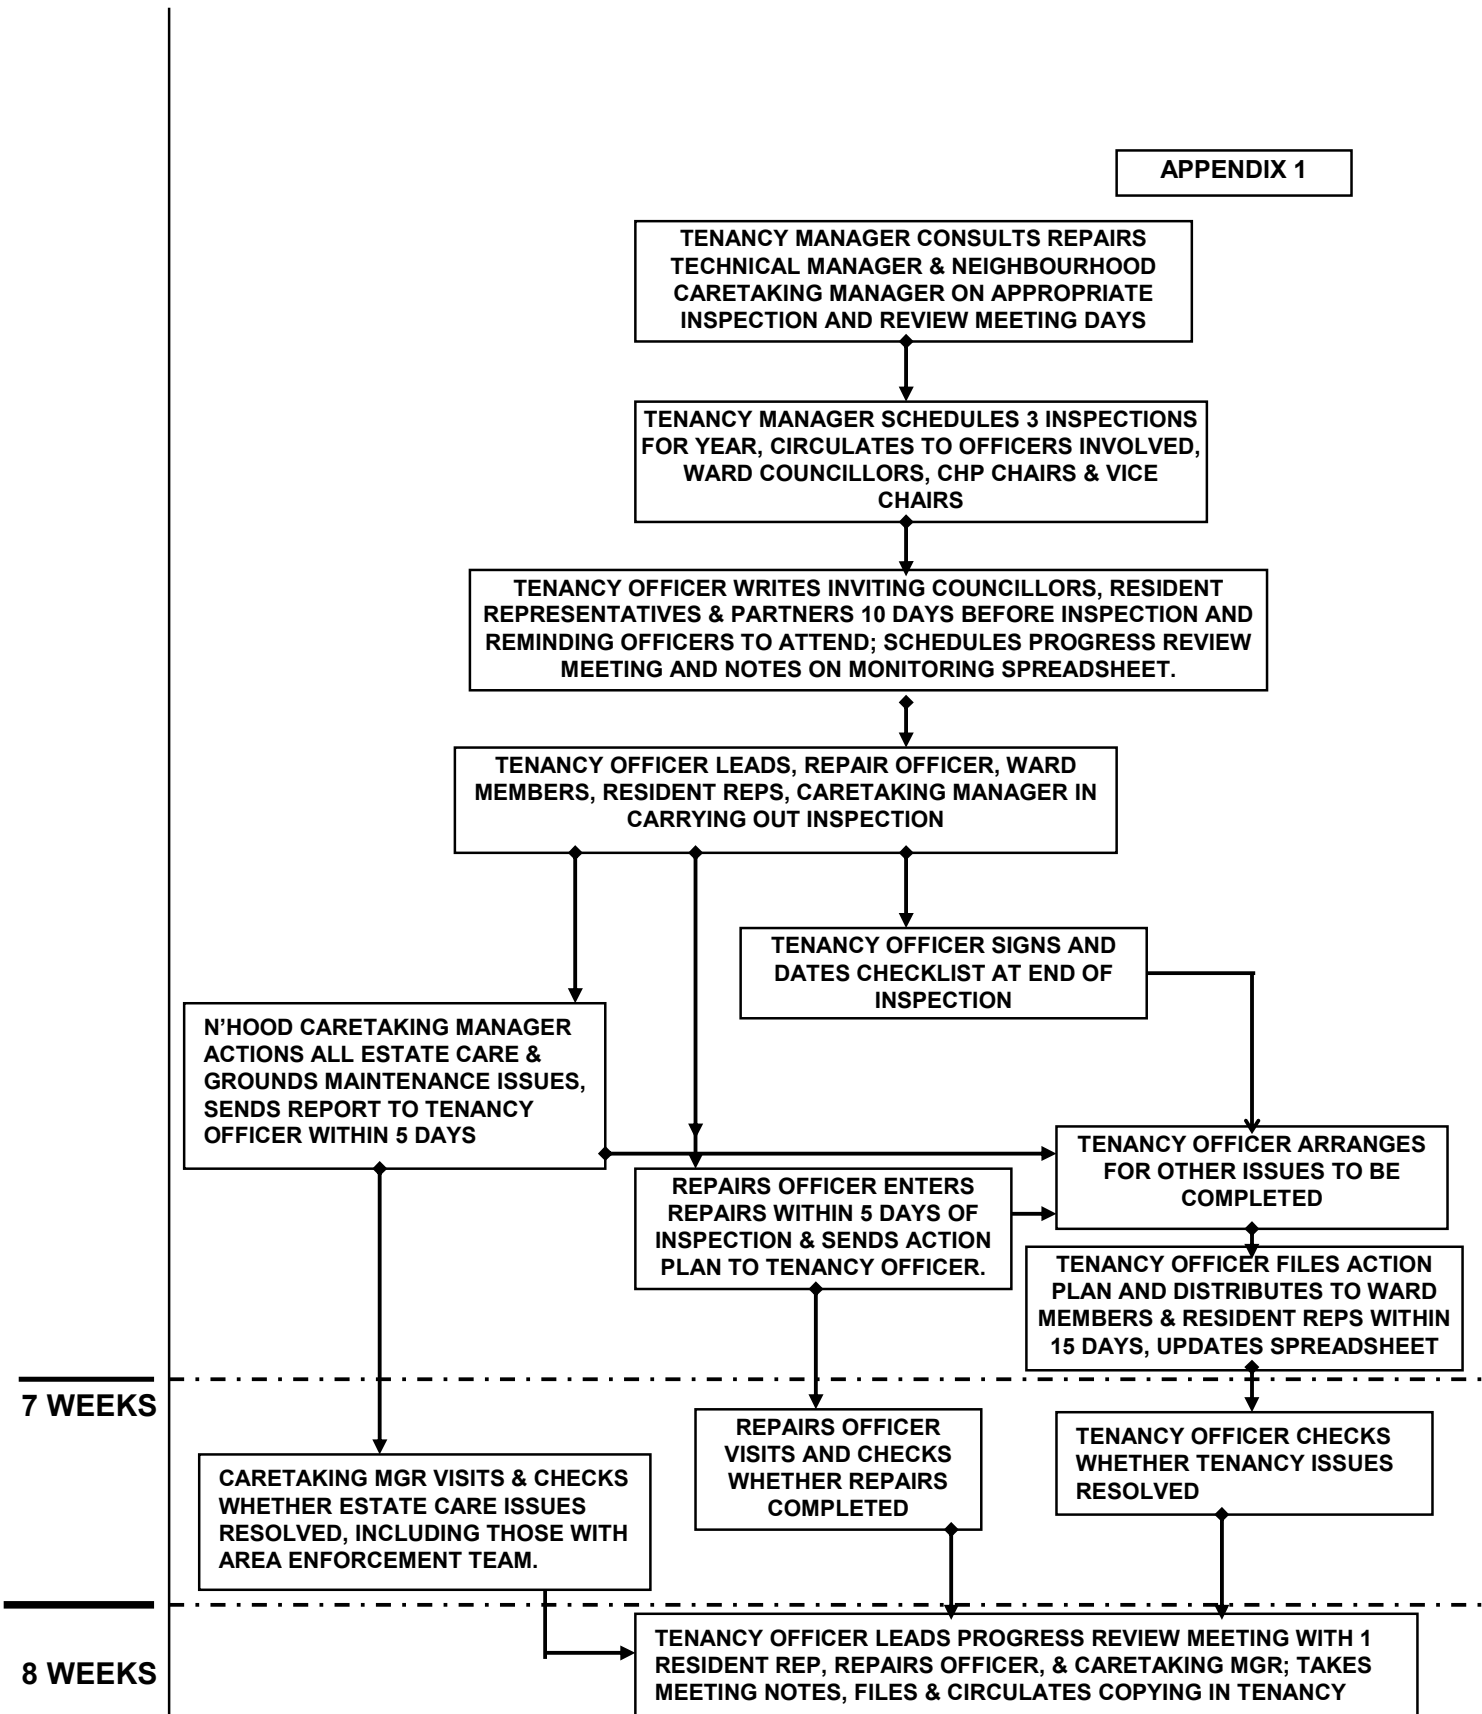 APPENDIX 1
TENANCY MANAGER CONSULTS REPAIRS
TECHNICAL MANAGER & NEIGHBOURHOOD
CARETAKING MANAGER ON APPROPRIATE
INSPECTION AND REVIEW MEETING DAYS
TENANCY MANAGER SCHEDULES 3 INSPECTIONS
FOR YEAR, CIRCULATES TO OFFICERS INVOLVED,
WARD COUNCILLORS, CHP CHAIRS & VICE
CHAIRS
TENANCY OFFICER WRITES INVITING COUNCILLORS, RESIDENT
REPRESENTATIVES & PARTNERS 10 DAYS BEFORE INSPECTION AND
REMINDING OFFICERS TO ATTEND; SCHEDULES PROGRESS REVIEW
MEETING AND NOTES ON MONITORING SPREADSHEET.
TENANCY OFFICER LEADS, REPAIR OFFICER, WARD
MEMBERS, RESIDENT REPS, CARETAKING MANAGER IN
CARRYING OUT INSPECTION
TENANCY OFFICER SIGNS AND
DATES CHECKLIST AT END OF
INSPECTION
N'HOOD CARETAKING MANAGER
ACTIONS ALL ESTATE CARE &
GROUNDS MAINTENANCE ISSUES,
SENDS REPORT TO TENANCY
OFFICER WITHIN 5 DAYS
TENANCY OFFICER ARRANGES
FOR OTHER ISSUES TO BE
COMPLETED
REPAIRS OFFICER ENTERS
REPAIRS WITHIN 5 DAYS OF
INSPECTION & SENDS ACTION
PLAN TO TENANCY OFFICER.
TENANCY OFFICER FILES ACTION
PLAN AND DISTRIBUTES TO WARD
MEMBERS & RESIDENT REPS WITHIN
15 DAYS, UPDATES SPREADSHEET
7 WEEKS
REPAIRS OFFICER
VISITS AND CHECKS
WHETHER REPAIRS
COMPLETED
TENANCY OFFICER CHECKS
WHETHER TENANCY ISSUES
RESOLVED
CARETAKING MGR VISITS & CHECKS
WHETHER ESTATE CARE ISSUES
RESOLVED, INCLUDING THOSE WITH
AREA ENFORCEMENT TEAM.
8 WEEKS
TENANCY OFFICER LEADS PROGRESS REVIEW MEETING WITH 1
RESIDENT REP, REPAIRS OFFICER, & CARETAKING MGR; TAKES
MEETING NOTES, FILES & CIRCULATES COPYING IN TENANCY